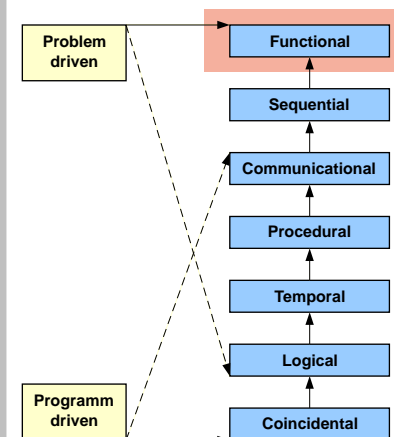 Problem
driven
Functional
Sequential
Communicational
Procedural
Temporal
Logical
Programm
driven
Coincidental